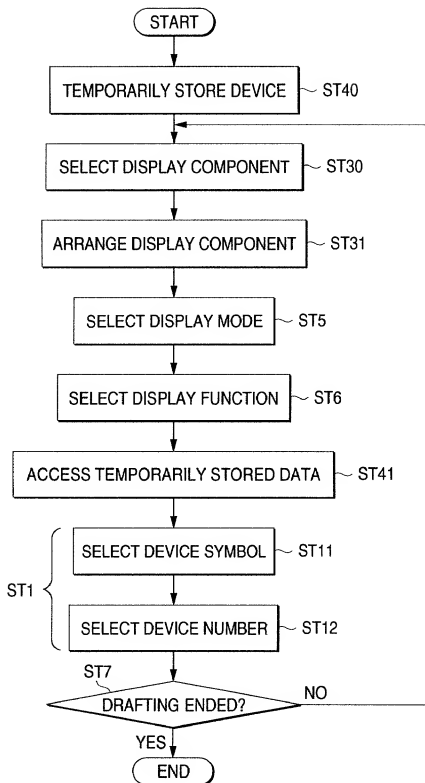 START
TEMPORARILY STORE DEVICE ST40
SELECT DISPLAY COMPONENT ST30
ARRANGE DISPLAY COMPONENT ST31
SELECT DISPLAY MODE ST5
SELECT DISPLAY FUNCTION ST6
ACCESS TEMPORARILY STORED DATA ST41
SELECT DEVICE SYMBOL ST11
ST1
SELECT DEVICE NUMBER ST12
ST7
DRAFTING ENDED? NO
YES
END